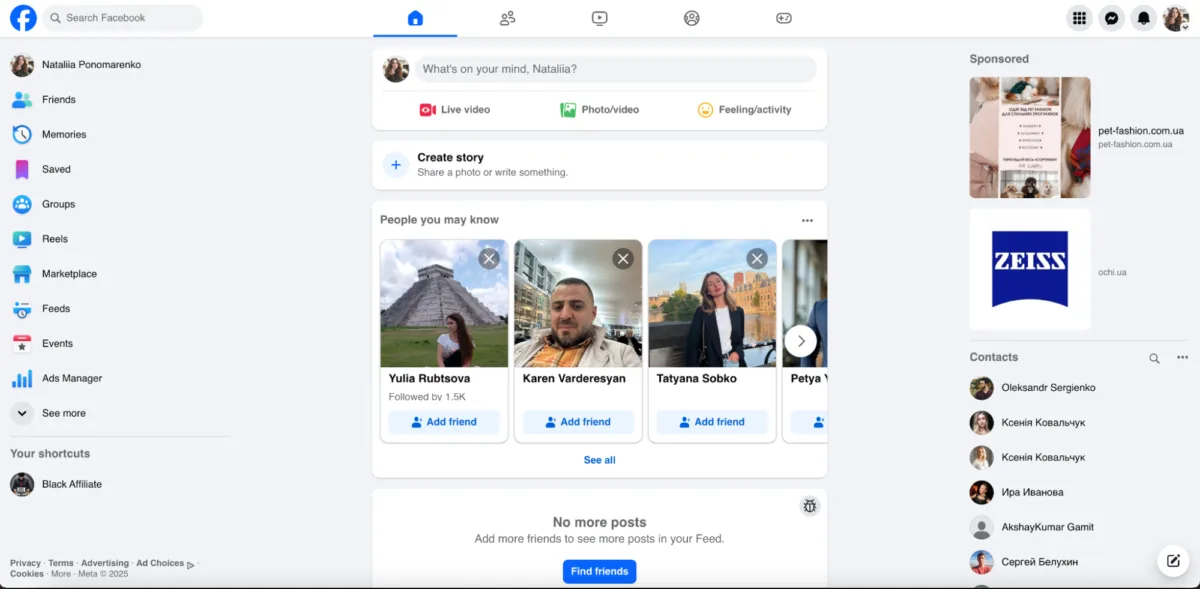 Search Facebook
Nataliia Ponomarenko
Friends
Memories
Saved
Groups
Reels
Marketplace
Feeds
Events
Ads Manager
See more
Your shortcuts
Black Affiliate
Privacy · Terms · Advertising · Ad Choices ·
Cookies · More · Meta © 2025
What's on your mind, Nataliia?
Live video
Photo/video
Feeling/activity
Create story
Share a photo or write something.
People you may know
Yulia Rubtsova
Followed by 1.5K
Add friend
Karen Varderesyan
Add friend
Tatyana Sobko
Add friend
Petya
See all
No more posts
Add more friends to see more posts in your Feed.
Find friends
Sponsored
pet-fashion.com.ua
pet-fashion.com.ua
ZEISS
ochi.ua
Contacts
Oleksandr Sergienko
Ксенія Ковальчук
Ксенія Ковальчук
Ира Иванова
AkshayKumar Gamit
Сергей Белухин